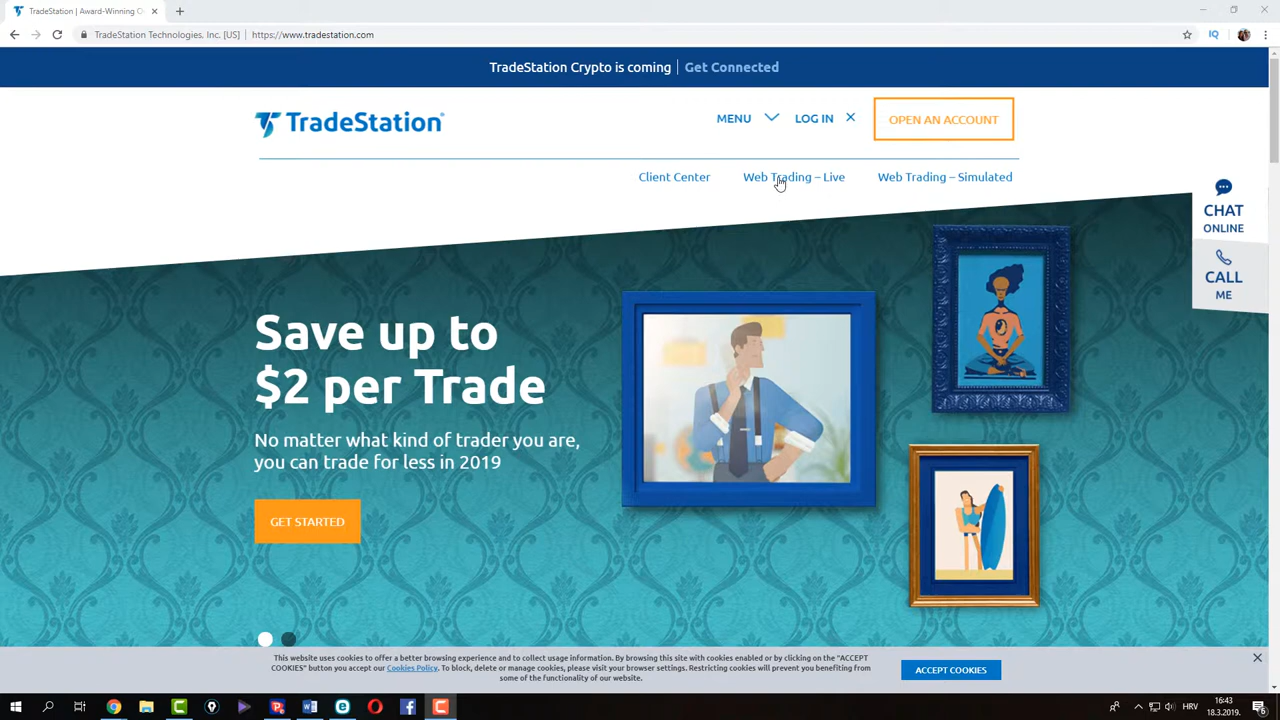 TradeStation | Award-Winning O
TradeStation Technologies. Inc. [US] | https://www.tradestation.com
IQ
TradeStation Crypto is coming | Get Connected
TradeStation
MENU LOG IN OPEN AN ACCOUNT
Client Center Web Trading – Live Web Trading – Simulated
CHAT
ONLINE
CALL
ME
Save up to
$2 per Trade
No matter what kind of trader you are,
you can trade for less in 2019
GET STARTED
This website uses cookies to offer a better browsing experience and to collect usage information. By browsing this site with cookies enabled or by clicking on the "ACCEPT
COOKIES" button you accept our Cookies Policy. To block, delete or manage cookies, please visit your browser settings. Restricting cookies will prevent you benefiting from
some of the functionality of our website.
ACCEPT COOKIES
HRV
16:43
18.3.2019.